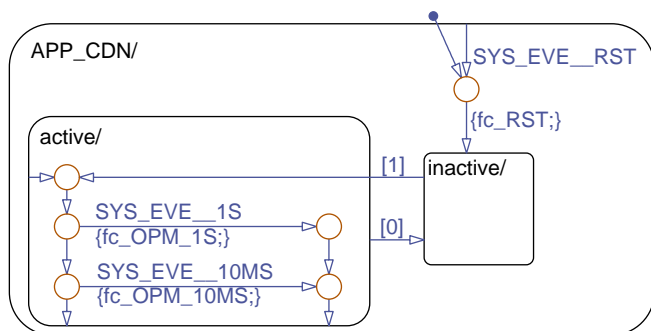 APP_CDN/
SYS_EVE__RST
{fc_RST;}
active/
[1]
inactive/
SYS_EVE__1S
{fc_OPM_1S;}
[0]
SYS_EVE__10MS
{fc_OPM_10MS;}